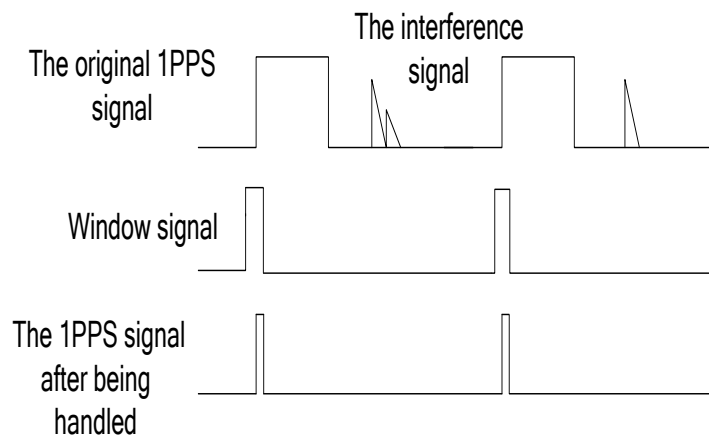 The original 1PPS
signal
The interference
signal
Window signal
The 1PPS signal
after being
handled